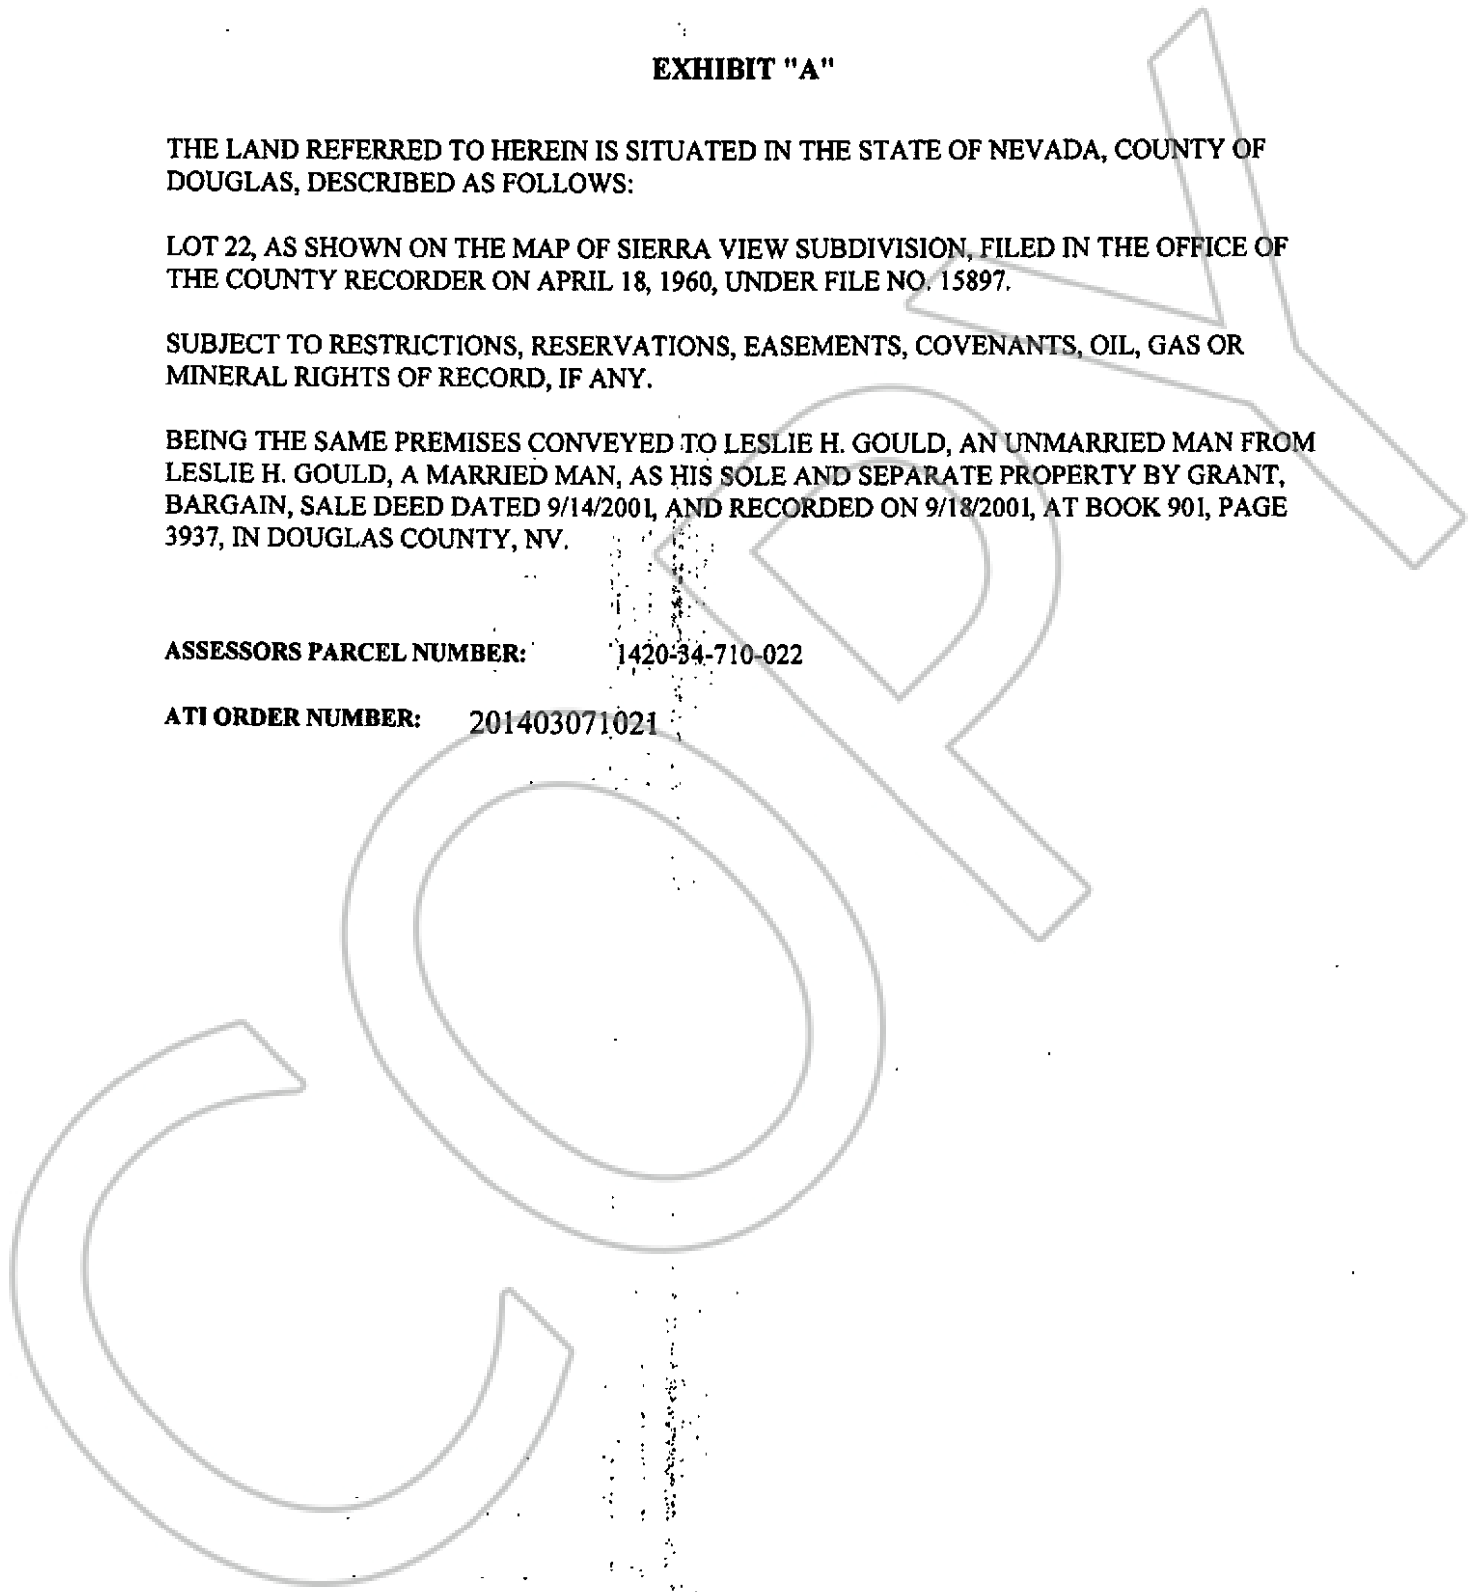 EXHIBIT "A"
THE LAND REFERRED TO HEREIN IS SITUATED IN THE STATE OF NEVADA, COUNTY OF
DOUGLAS, DESCRIBED AS FOLLOWS:
LOT 22, AS SHOWN ON THE MAP OF SIERRA VIEW SUBDIVISION, FILED IN THE OFFICE OF
THE COUNTY RECORDER ON APRIL 18, 1960, UNDER FILE NO. 15897.
SUBJECT TO RESTRICTIONS, RESERVATIONS, EASEMENTS, COVENANTS, OIL, GAS OR
MINERAL RIGHTS OF RECORD, IF ANY.
BEING THE SAME PREMISES CONVEYED TO LESLIE H. GOULD, AN UNMARRIED MAN FROM
LESLIE H. GOULD, A MARRIED MAN, AS HIS SOLE AND SEPARATE PROPERTY BY GRANT,
BARGAIN, SALE DEED DATED 9/14/2001, AND RECORDED ON 9/18/2001, AT BOOK 901, PAGE
3937, IN DOUGLAS COUNTY, NV.
ASSESSORS PARCEL NUMBER: 1420-34-710-022
ATI ORDER NUMBER: 201403071021
COPY